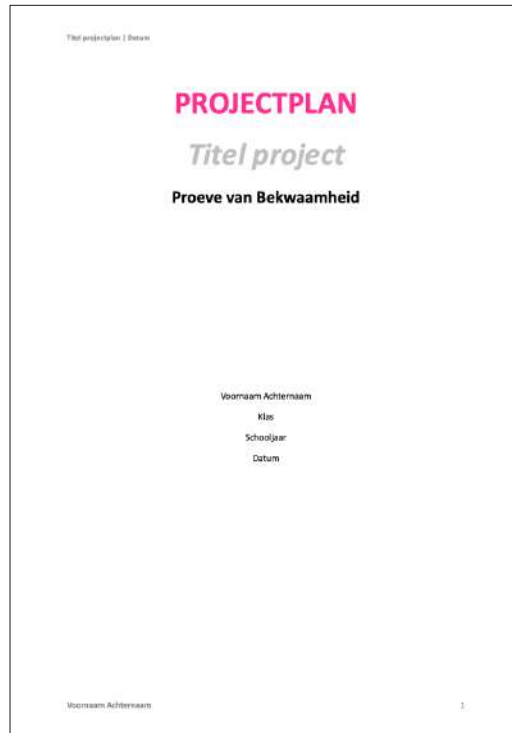 Titel projectplan | Datum
PROJECTPLAN
Titel project
Proeve van Bekwaamheid
Voornaam Achternaam
Klas
Schooljaar
Datum
Voornaam Achternaam 1